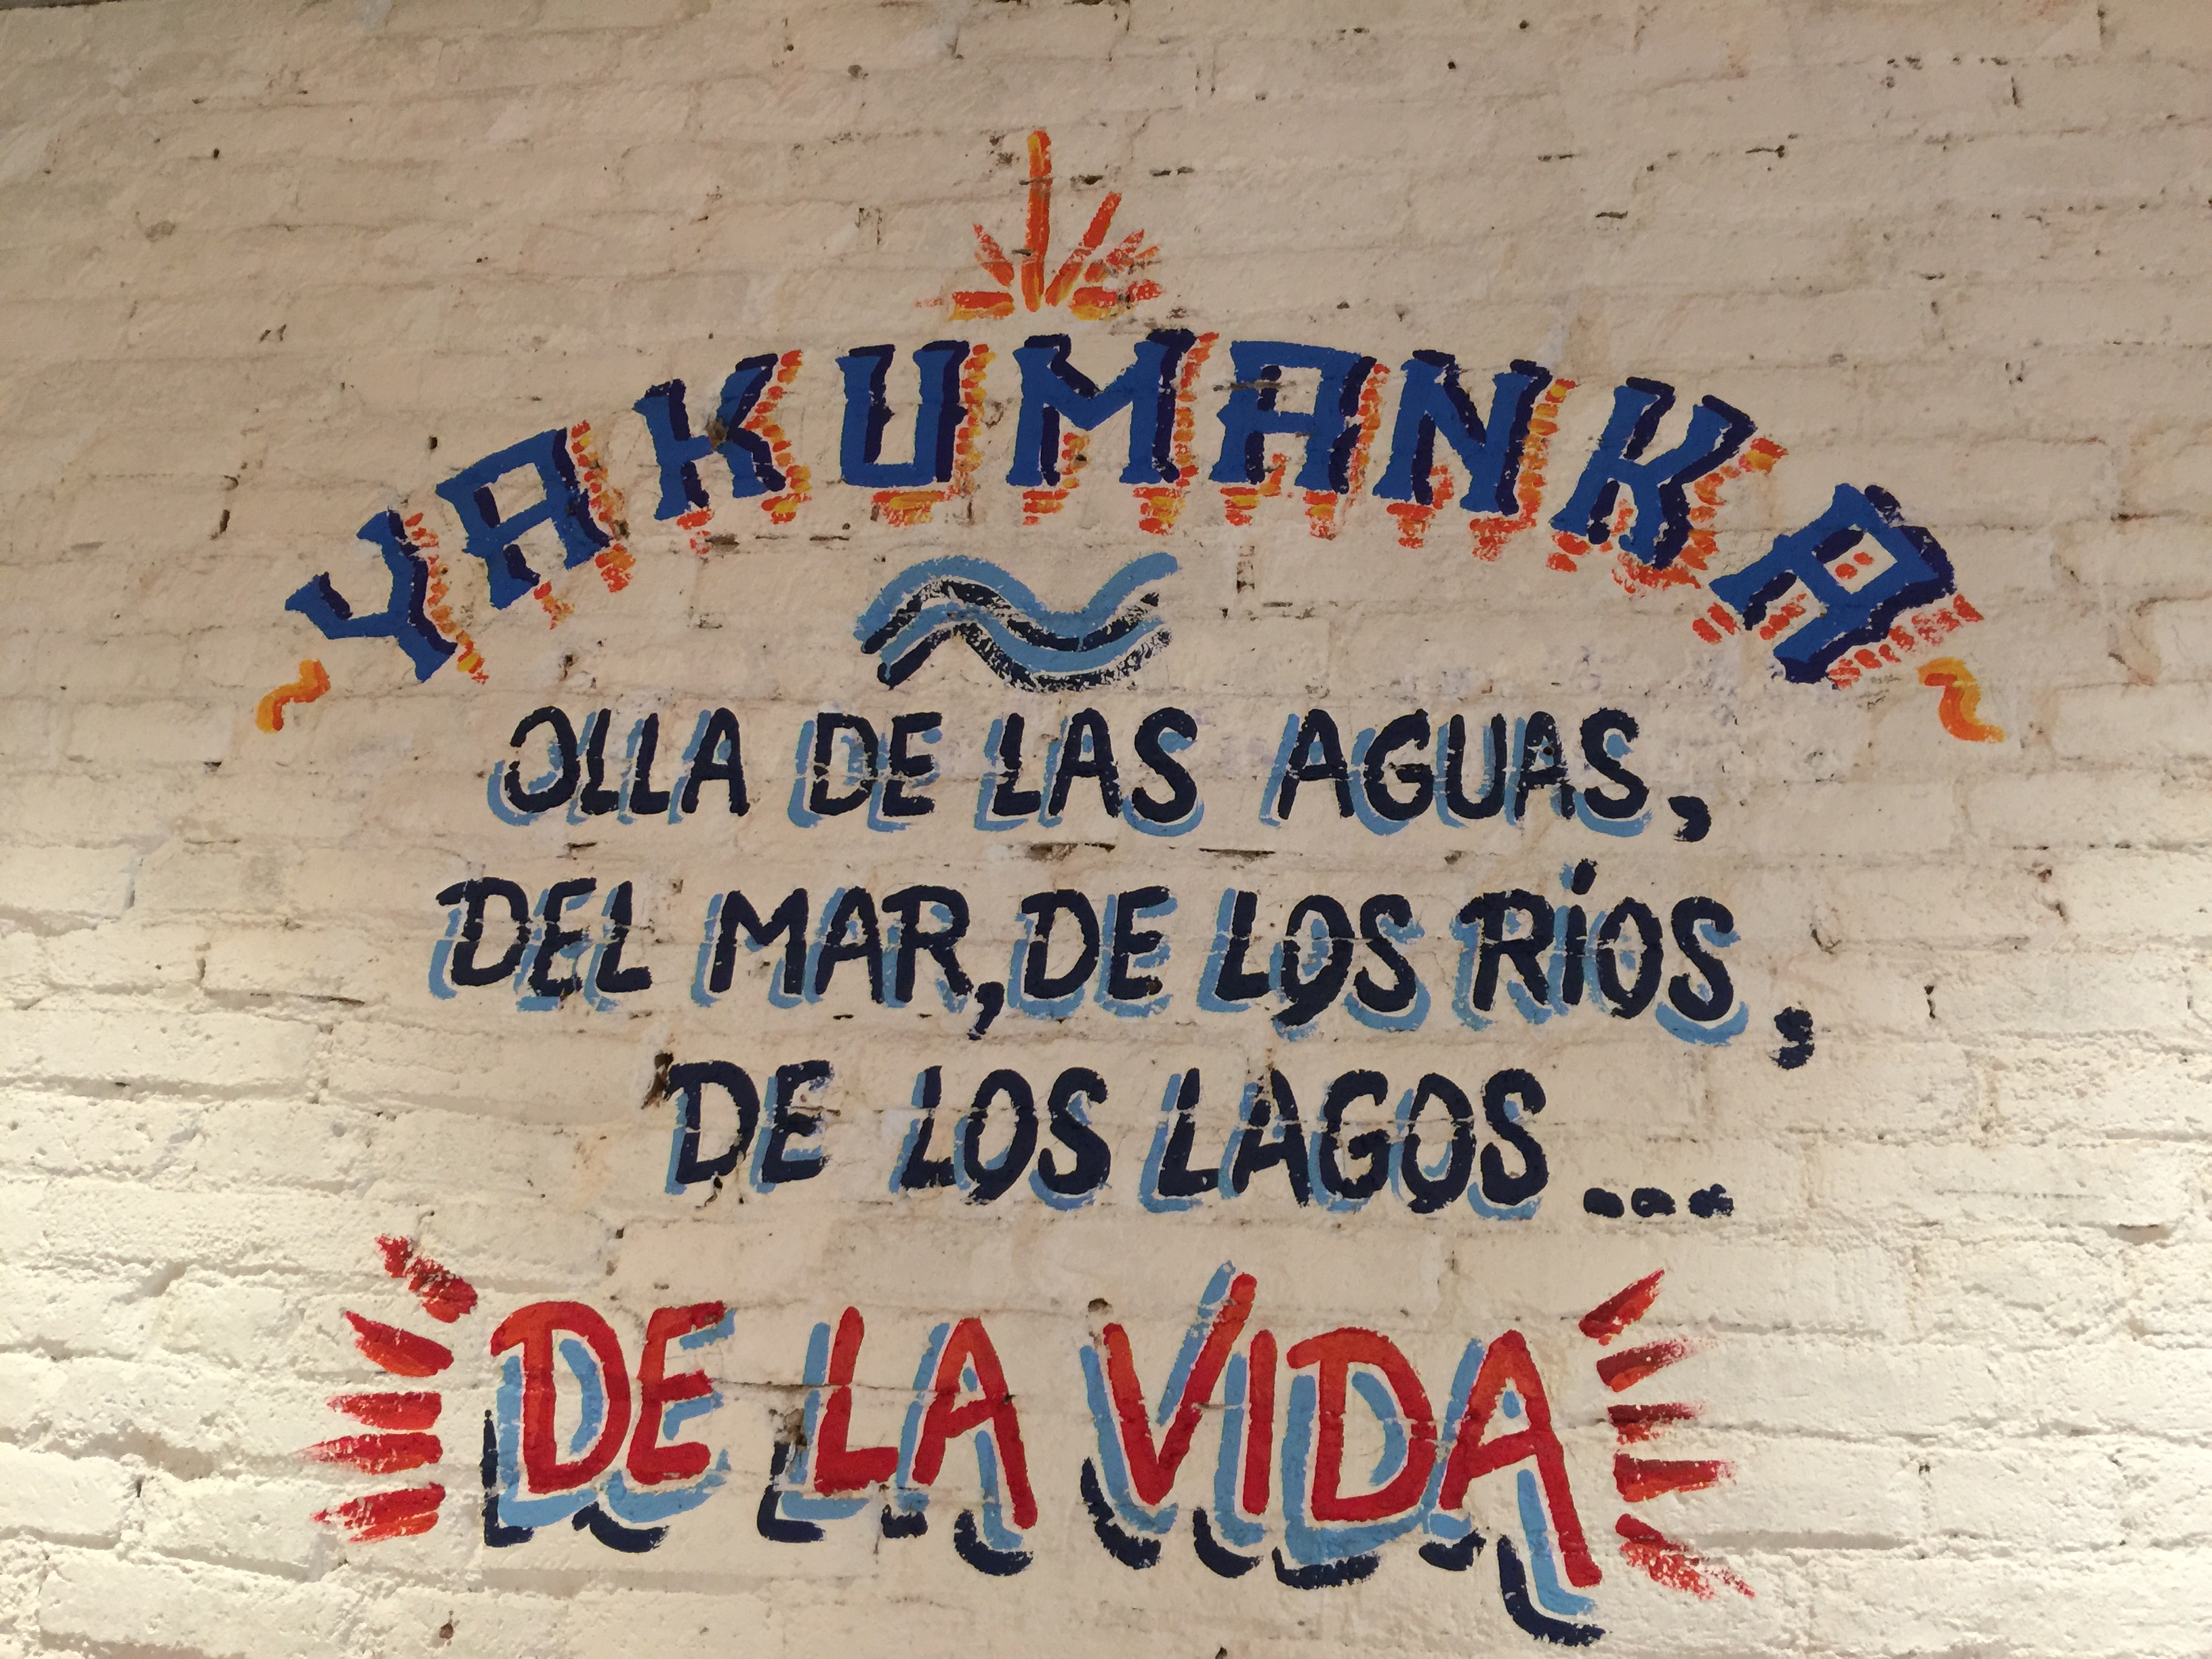 YAKUMANKA
OLLA DE LAS AGUAS,
DEL MAR, DE LOS RÍOS,
DE LOS LAGOS...
DE LA VIDA